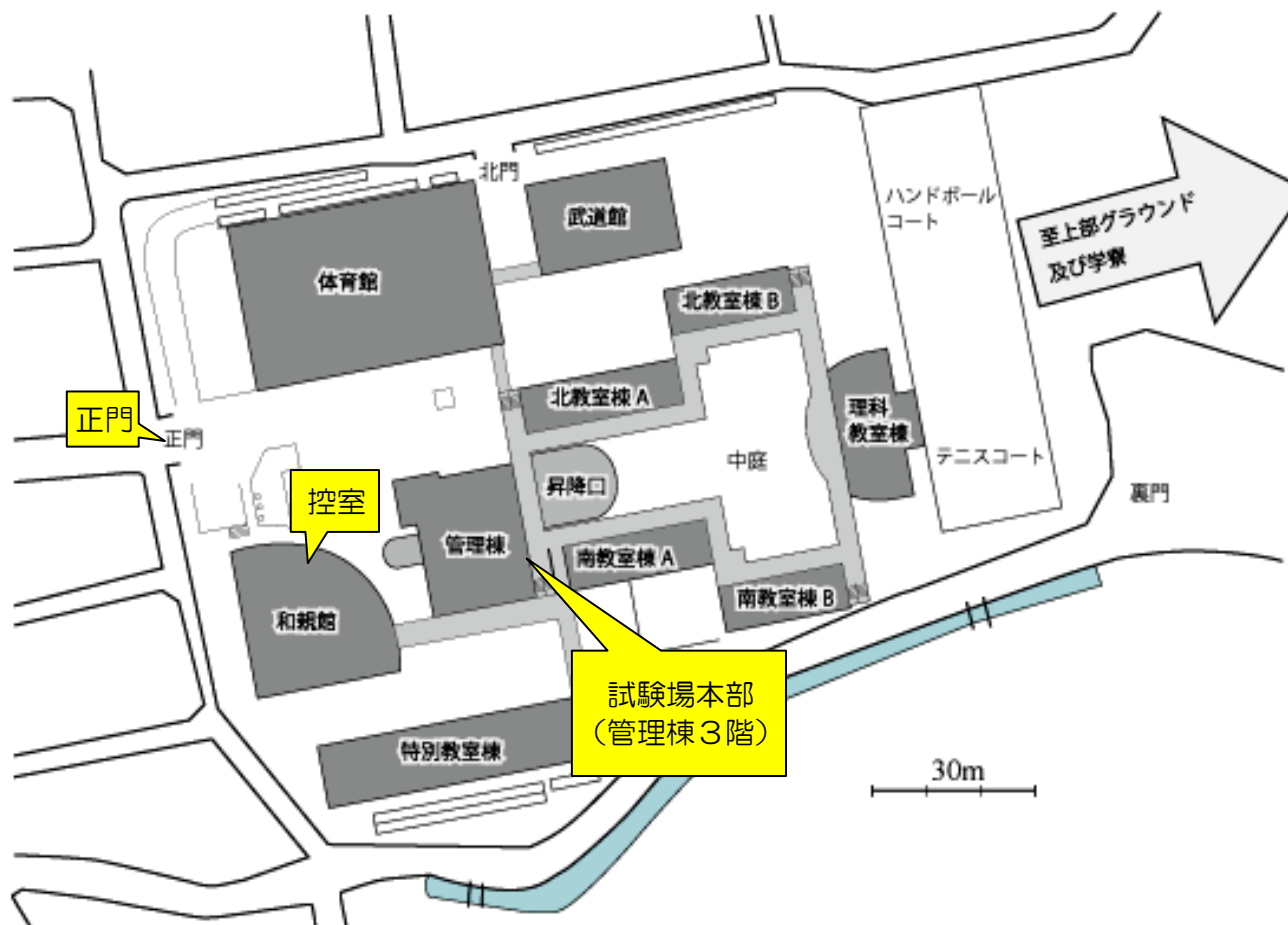 北門
武道館
ハンドボール
コート
至上部グラウンド
及び学寮
体育館
北教室棟 B
北教室棟 A
理科
教室棟
正門
正門
中庭
テニスコート
昇降口
裏門
控室
管理棟
南教室棟 A
南教室棟 B
和親館
試験場本部
（管理棟３階）
特別教室棟
30m